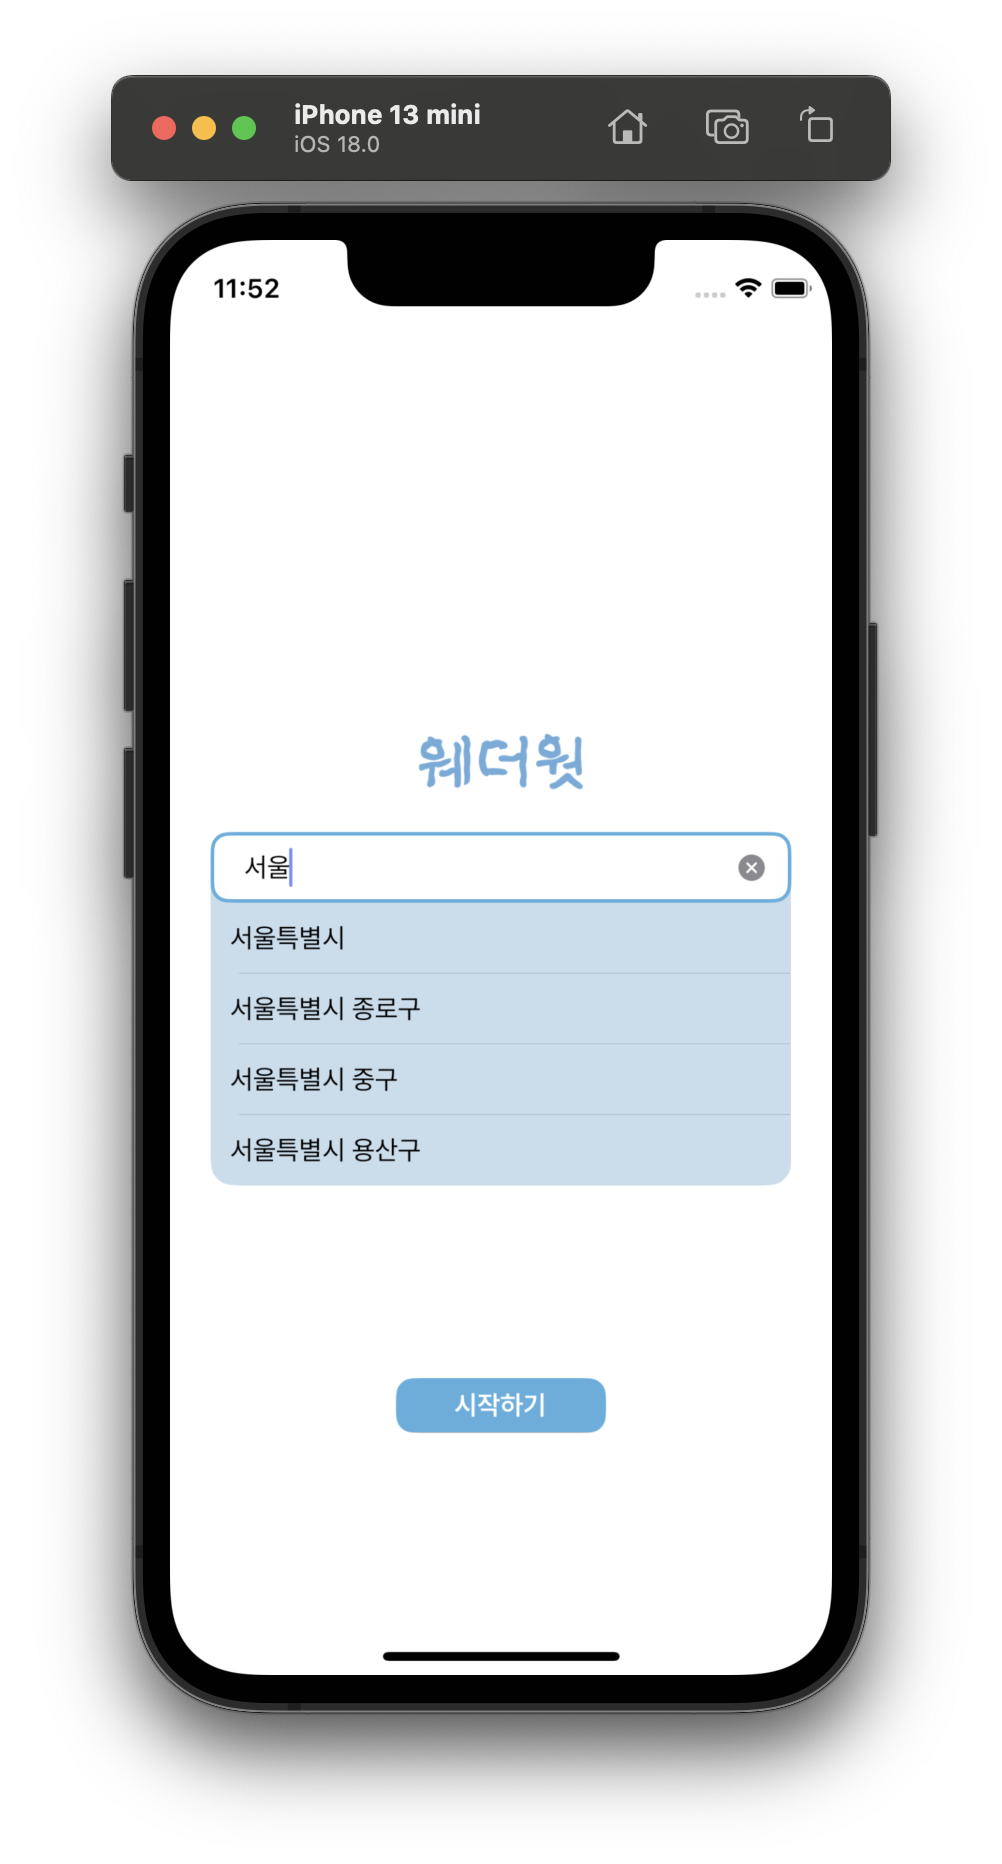 iPhone 13 mini
iOS 18.0
11:52
웨더웟
서울
서울특별시
서울특별시 종로구
서울특별시 중구
서울특별시 용산구
시작하기